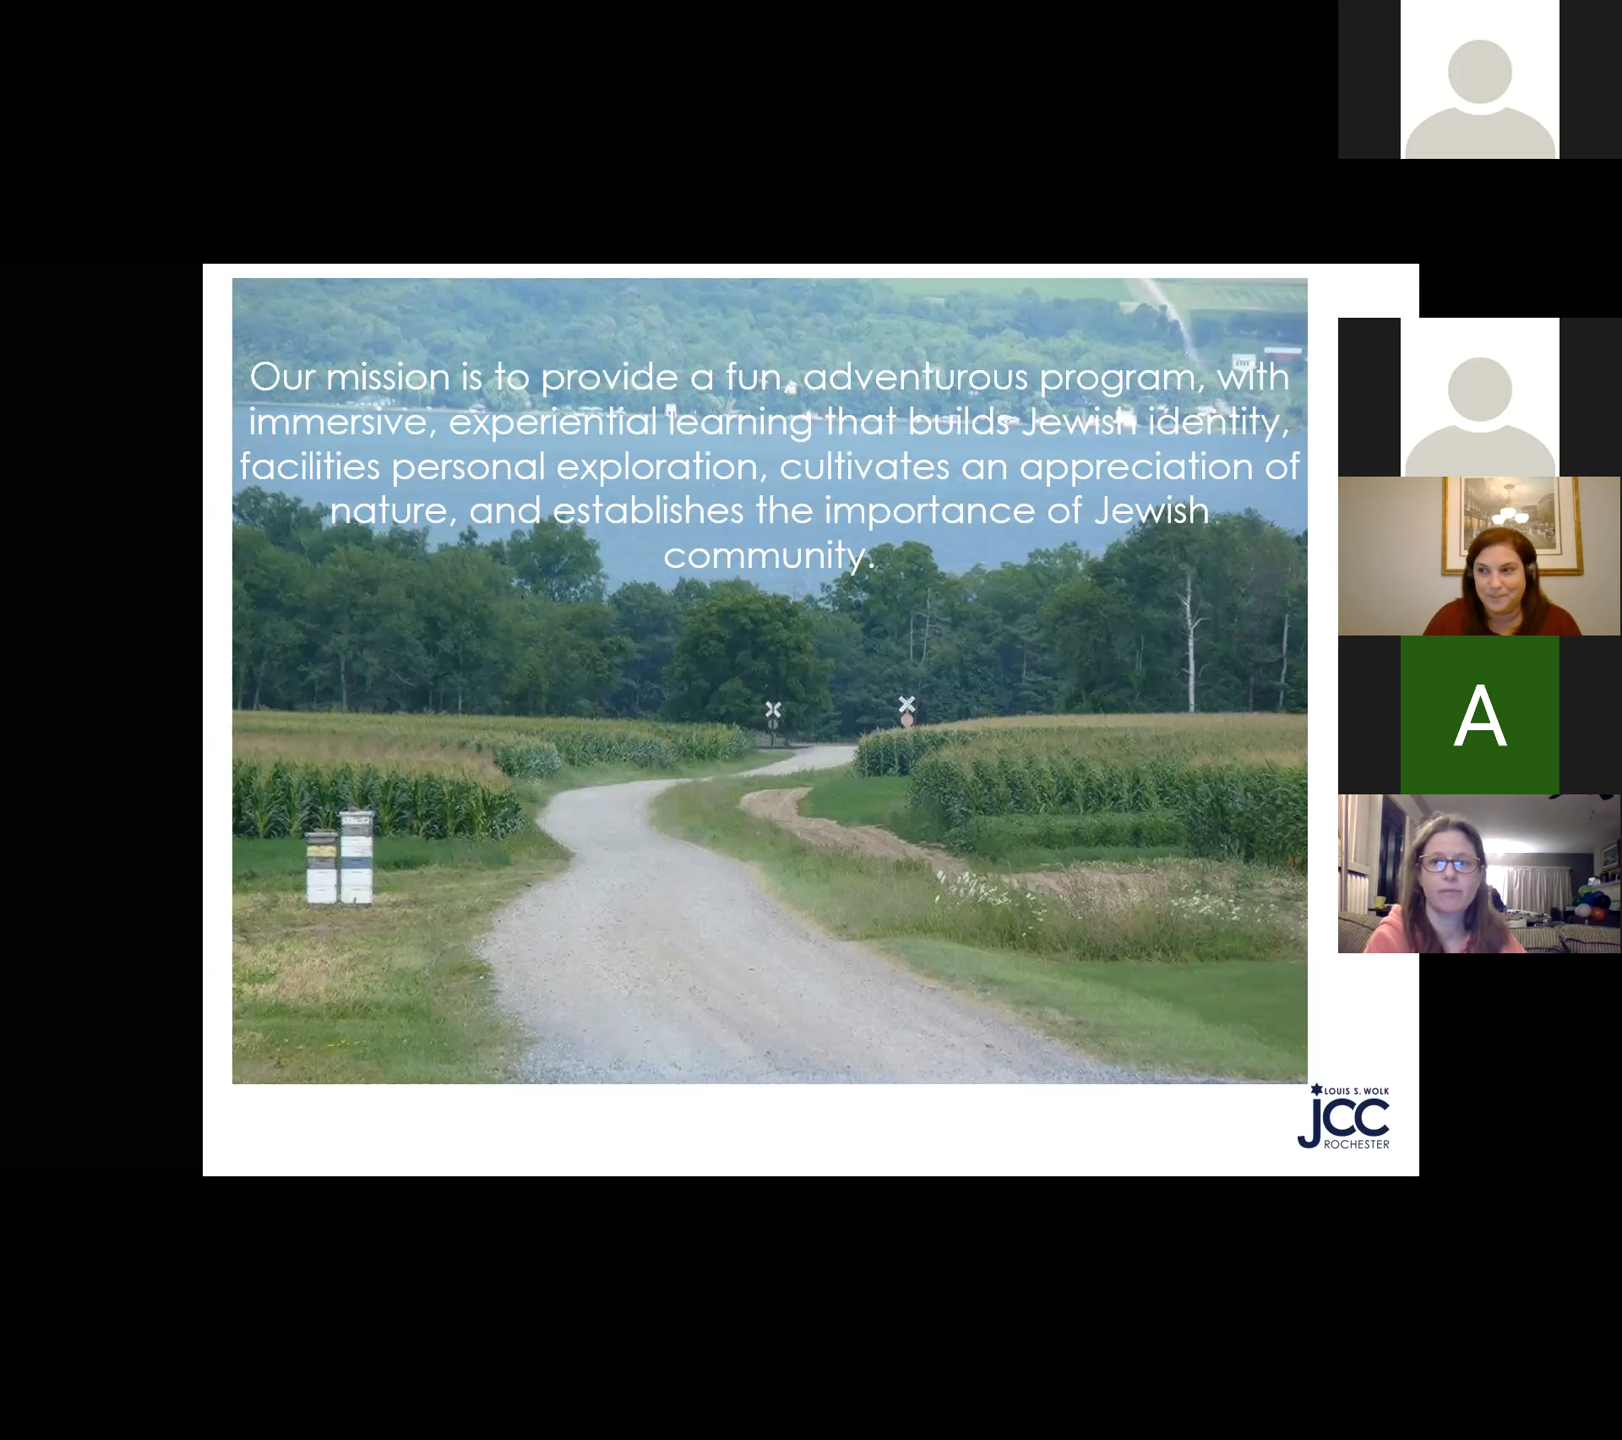 Our mission is to provide a fun, adventurous program, with
immersive, experiential learning that builds Jewish identity,
facilities personal exploration, cultivates an appreciation of
nature, and establishes the importance of Jewish
community.
A
LOUIS S. WOLK
JCC
ROCHESTER